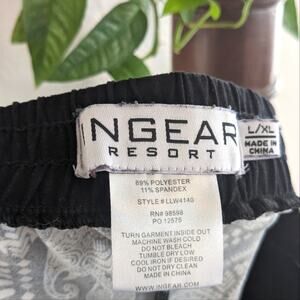 INGEAR
RESORT
L/XL
MADE IN
CHINA
89% POLYESTER
11% SPANDEX
STYLE # LLW4140
RN# 98598
PO 12575
TURN GARMENT INSIDE OUT
MACHINE WASH COLD
DO NOT BLEACH
TUMBLE DRY LOW
COOL IRON IF DESIRED
DO NOT DRY CLEAN
MADE IN CHINA
WWW.INGEAR.COM